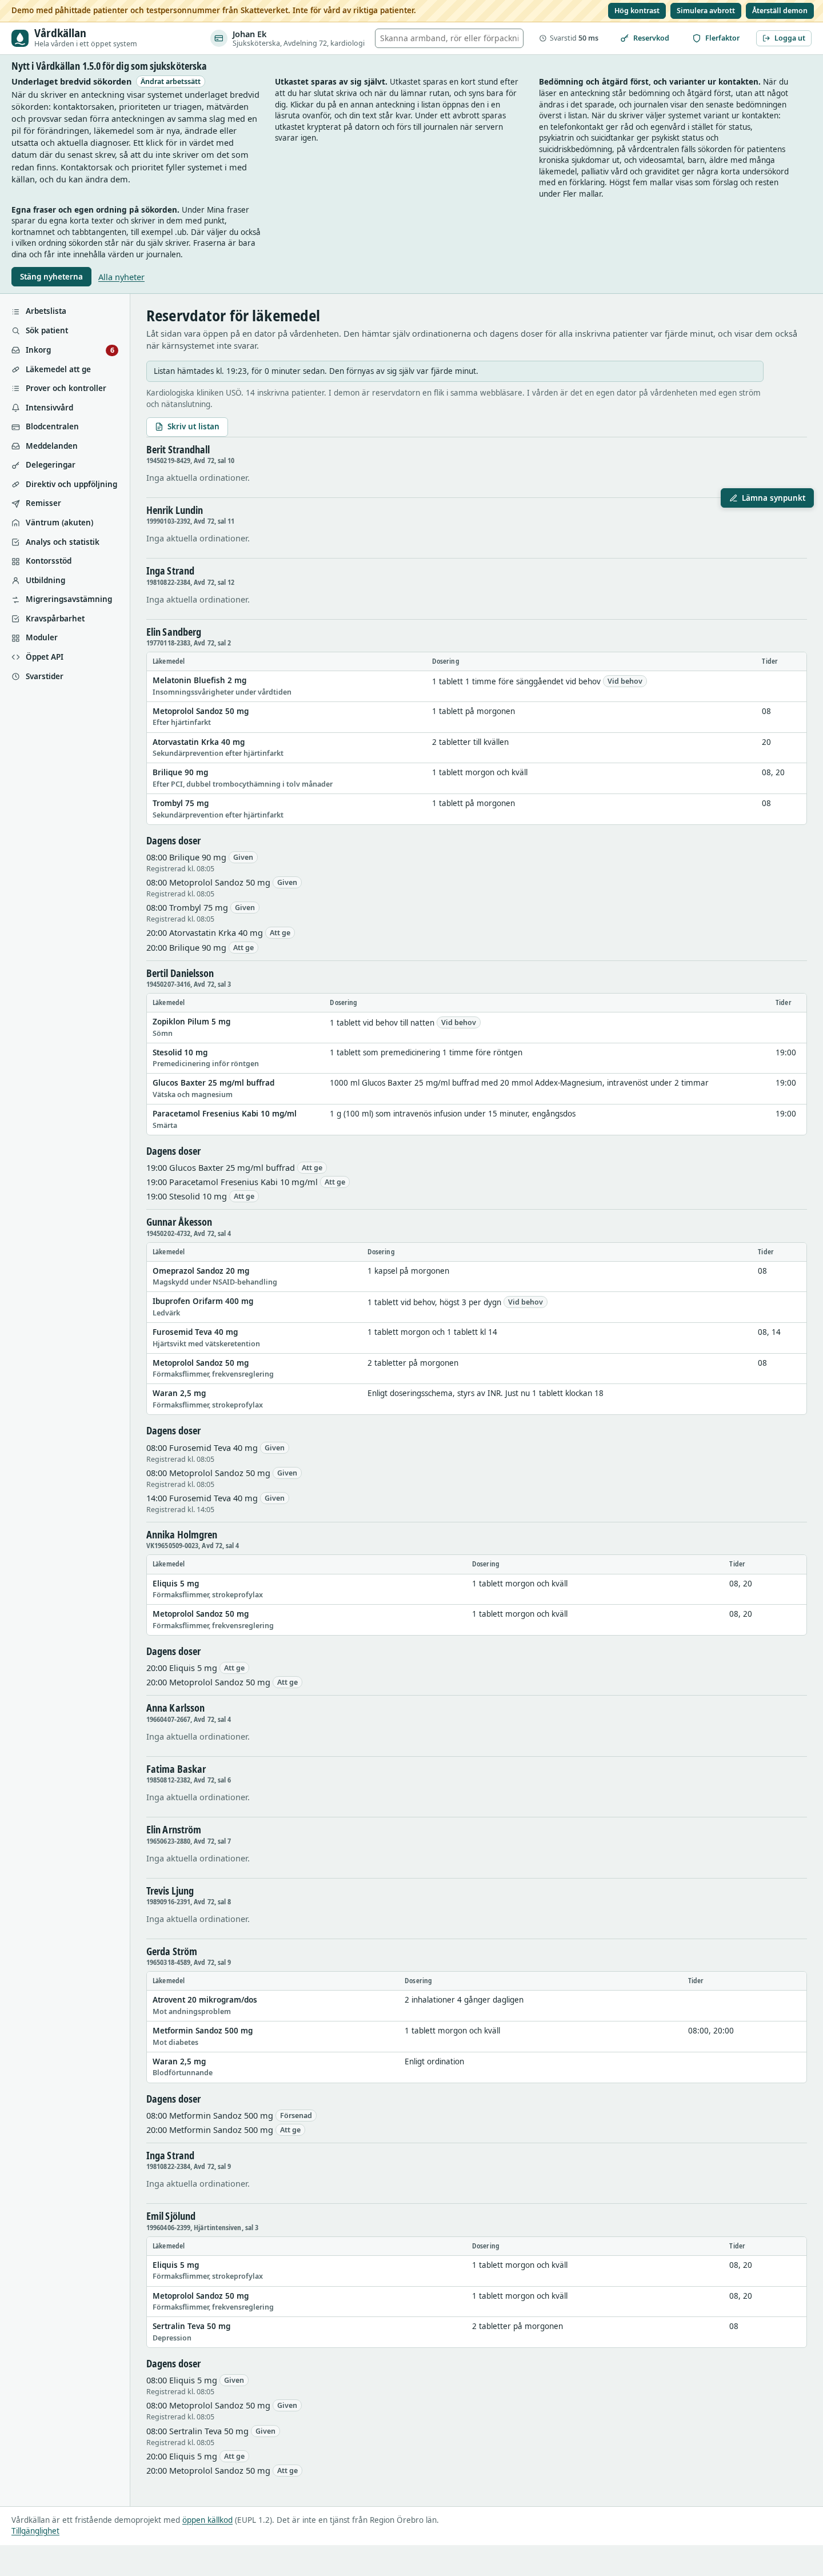 Demo med påhittade patienter och testpersonnummer från Skatteverket. Inte för vård av riktiga patienter.
Hög kontrast
Simulera avbrott
Återställ demon
Vårdkällan
Hela vården i ett öppet system
Johan Ek
Sjuksköterska, Avdelning 72, kardiologi
Skanna armband, rör eller förpackni
Svarstid 50 ms
Reservkod
Flerfaktor
Logga ut
Nytt i Vårdkällan 1.5.0 för dig som sjuksköterska
Underlaget bredvid sökorden Ändrat arbetssätt
När du skriver en anteckning visas underlaget bredvid
sökorden: kontaktorsaken, prioriteten ur triagen, mätvärden
och provsvar sedan förra anteckningen av samma slag med en
pil för förändringen, läkemedel som är nya, ändrade eller
utsatta och aktuella diagnoser. Ett klick för in värdet med
datum där du senast skrev, så att du inte skriver om det som
redan finns. Kontaktorsak och prioritet fyller systemet i med
källan, och du kan ändra dem.
Utkastet sparas av sig självt. Utkastet sparas en kort stund efter
att du har slutat skriva och när du lämnar rutan, och syns bara för
dig. Klickar du på en annan anteckning i listan öppnas den i en
läsruta ovanför, och din text står kvar. Under ett avbrott sparas
utkastet krypterat på datorn och förs till journalen när servern
svarar igen.
Bedömning och åtgärd först, och varianter ur kontakten. När du
läser en anteckning står bedömning och åtgärd först, utan att något
ändras i det sparade, och journalen visar den senaste bedömningen
överst i listan. När du skriver väljer systemet variant ur kontakten:
en telefonkontakt ger råd och egenvård i stället för status,
psykiatrin och suicidtankar ger psykiskt status och
suicidriskbedömning, på vårdcentralen fälls sökorden för patientens
kroniska sjukdomar ut, och videosamtal, barn, äldre med många
läkemedel, palliativ vård och graviditet ger några korta undersökord
med en förklaring. Högst fem mallar visas som förslag och resten
under Fler mallar.
Egna fraser och egen ordning på sökorden. Under Mina fraser
sparar du egna korta texter och skriver in dem med punkt,
kortnamnet och tabbtangenten, till exempel .ub. Där väljer du också
i vilken ordning sökorden står när du själv skriver. Fraserna är bara
dina och får inte innehålla värden ur journalen.
Stäng nyheterna
Alla nyheter
Arbetslista
Sök patient
Inkorg 6
Läkemedel att ge
Prover och kontroller
Intensivvård
Blodcentralen
Meddelanden
Delegeringar
Direktiv och uppföljning
Remisser
Väntrum (akuten)
Analys och statistik
Kontorsstöd
Utbildning
Migreringsavstämning
Kravspårbarhet
Moduler
Öppet API
Svarstider
Reservdator för läkemedel
Låt sidan vara öppen på en dator på vårdenheten. Den hämtar själv ordinationerna och dagens doser för alla inskrivna patienter var fjärde minut, och visar dem också
när kärnsystemet inte svarar.
Listan hämtades kl. 19:23, för 0 minuter sedan. Den förnyas av sig själv var fjärde minut.
Kardiologiska kliniken USÖ. 14 inskrivna patienter. I demon är reservdatorn en flik i samma webbläsare. I vården är det en egen dator på vårdenheten med egen ström
och nätanslutning.
Skriv ut listan
Lämna synpunkt
Berit Strandhall
19450219-8429, Avd 72, sal 10
Inga aktuella ordinationer.
Henrik Lundin
19990103-2392, Avd 72, sal 11
Inga aktuella ordinationer.
Inga Strand
19810822-2384, Avd 72, sal 12
Inga aktuella ordinationer.
Elin Sandberg
19770118-2383, Avd 72, sal 2
Läkemedel Dosering Tider
Melatonin Bluefish 2 mg 1 tablett 1 timme före sänggåendet vid behov Vid behov
Insomningssvårigheter under vårdtiden
Metoprolol Sandoz 50 mg 1 tablett på morgonen 08
Efter hjärtinfarkt
Atorvastatin Krka 40 mg 2 tabletter till kvällen 20
Sekundärprevention efter hjärtinfarkt
Brilique 90 mg 1 tablett morgon och kväll 08, 20
Efter PCI, dubbel trombocythämning i tolv månader
Trombyl 75 mg 1 tablett på morgonen 08
Sekundärprevention efter hjärtinfarkt
Dagens doser
08:00 Brilique 90 mg Given
Registrerad kl. 08:05
08:00 Metoprolol Sandoz 50 mg Given
Registrerad kl. 08:05
08:00 Trombyl 75 mg Given
Registrerad kl. 08:05
20:00 Atorvastatin Krka 40 mg Att ge
20:00 Brilique 90 mg Att ge
Bertil Danielsson
19450207-3416, Avd 72, sal 3
Läkemedel Dosering Tider
Zopiklon Pilum 5 mg 1 tablett vid behov till natten Vid behov
Sömn
Stesolid 10 mg 1 tablett som premedicinering 1 timme före röntgen 19:00
Premedicinering inför röntgen
Glucos Baxter 25 mg/ml buffrad 1000 ml Glucos Baxter 25 mg/ml buffrad med 20 mmol Addex-Magnesium, intravenöst under 2 timmar 19:00
Vätska och magnesium
Paracetamol Fresenius Kabi 10 mg/ml 1 g (100 ml) som intravenös infusion under 15 minuter, engångsdos 19:00
Smärta
Dagens doser
19:00 Glucos Baxter 25 mg/ml buffrad Att ge
19:00 Paracetamol Fresenius Kabi 10 mg/ml Att ge
19:00 Stesolid 10 mg Att ge
Gunnar Åkesson
19450202-4732, Avd 72, sal 4
Läkemedel Dosering Tider
Omeprazol Sandoz 20 mg 1 kapsel på morgonen 08
Magskydd under NSAID-behandling
Ibuprofen Orifarm 400 mg 1 tablett vid behov, högst 3 per dygn Vid behov
Ledvärk
Furosemid Teva 40 mg 1 tablett morgon och 1 tablett kl 14 08, 14
Hjärtsvikt med vätskeretention
Metoprolol Sandoz 50 mg 2 tabletter på morgonen 08
Förmaksflimmer, frekvensreglering
Waran 2,5 mg Enligt doseringsschema, styrs av INR. Just nu 1 tablett klockan 18
Förmaksflimmer, strokeprofylax
Dagens doser
08:00 Furosemid Teva 40 mg Given
Registrerad kl. 08:05
08:00 Metoprolol Sandoz 50 mg Given
Registrerad kl. 08:05
14:00 Furosemid Teva 40 mg Given
Registrerad kl. 14:05
Annika Holmgren
VK19650509-0023, Avd 72, sal 4
Läkemedel Dosering Tider
Eliquis 5 mg 1 tablett morgon och kväll 08, 20
Förmaksflimmer, strokeprofylax
Metoprolol Sandoz 50 mg 1 tablett morgon och kväll 08, 20
Förmaksflimmer, frekvensreglering
Dagens doser
20:00 Eliquis 5 mg Att ge
20:00 Metoprolol Sandoz 50 mg Att ge
Anna Karlsson
19660407-2667, Avd 72, sal 4
Inga aktuella ordinationer.
Fatima Baskar
19850812-2382, Avd 72, sal 6
Inga aktuella ordinationer.
Elin Arnström
19650623-2880, Avd 72, sal 7
Inga aktuella ordinationer.
Trevis Ljung
19890916-2391, Avd 72, sal 8
Inga aktuella ordinationer.
Gerda Ström
19650318-4589, Avd 72, sal 9
Läkemedel Dosering Tider
Atrovent 20 mikrogram/dos 2 inhalationer 4 gånger dagligen
Mot andningsproblem
Metformin Sandoz 500 mg 1 tablett morgon och kväll 08:00, 20:00
Mot diabetes
Waran 2,5 mg Enligt ordination
Blodförtunnande
Dagens doser
08:00 Metformin Sandoz 500 mg Försenad
20:00 Metformin Sandoz 500 mg Att ge
Inga Strand
19810822-2384, Avd 72, sal 9
Inga aktuella ordinationer.
Emil Sjölund
19960406-2399, Hjärtintensiven, sal 3
Läkemedel Dosering Tider
Eliquis 5 mg 1 tablett morgon och kväll 08, 20
Förmaksflimmer, strokeprofylax
Metoprolol Sandoz 50 mg 1 tablett morgon och kväll 08, 20
Förmaksflimmer, frekvensreglering
Sertralin Teva 50 mg 2 tabletter på morgonen 08
Depression
Dagens doser
08:00 Eliquis 5 mg Given
Registrerad kl. 08:05
08:00 Metoprolol Sandoz 50 mg Given
Registrerad kl. 08:05
08:00 Sertralin Teva 50 mg Given
Registrerad kl. 08:05
20:00 Eliquis 5 mg Att ge
20:00 Metoprolol Sandoz 50 mg Att ge
Vårdkällan är ett fristående demoprojekt med öppen källkod (EUPL 1.2). Det är inte en tjänst från Region Örebro län.
Tillgänglighet